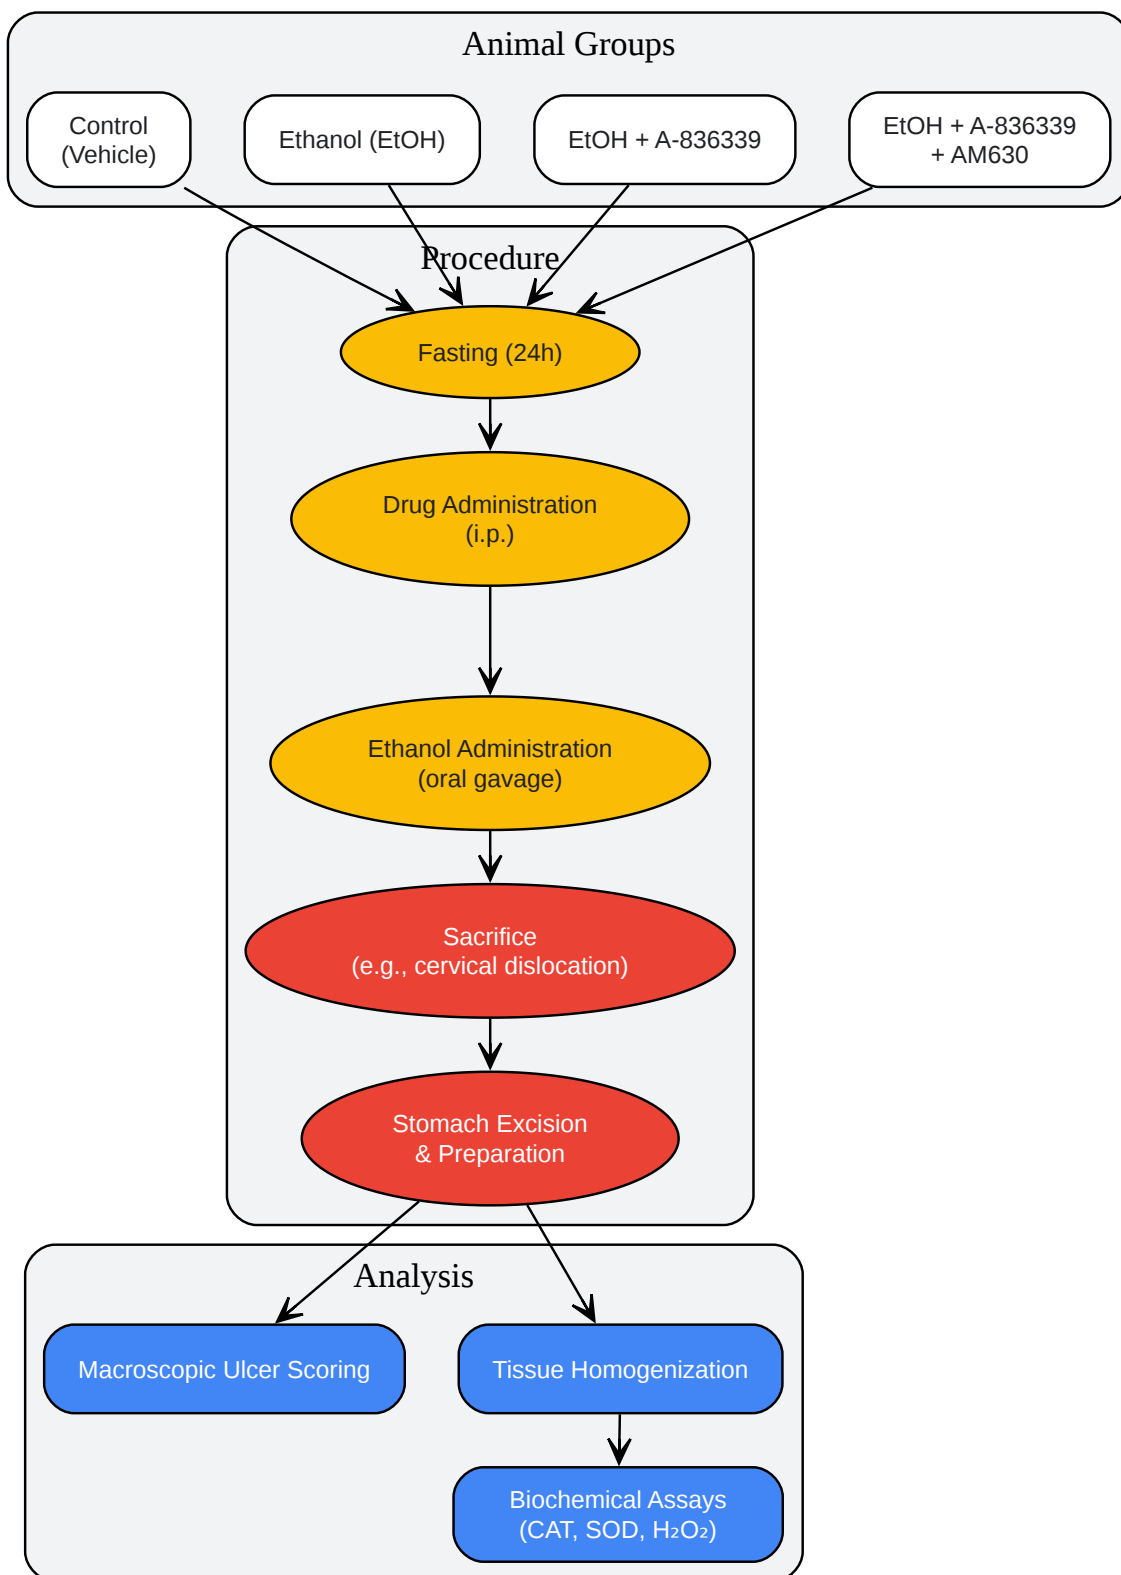 Animal Groups
Control
(Vehicle)
Ethanol (EtOH)
EtOH + A-836339
EtOH + A-836339
+ AM630
Procedure
Fasting (24h)
Drug Administration
(i.p.)
Ethanol Administration
(oral gavage)
Sacrifice
(e.g., cervical dislocation)
Stomach Excision
& Preparation
Analysis
Macroscopic Ulcer Scoring
Tissue Homogenization
Biochemical Assays
(CAT, SOD, H₂O₂)